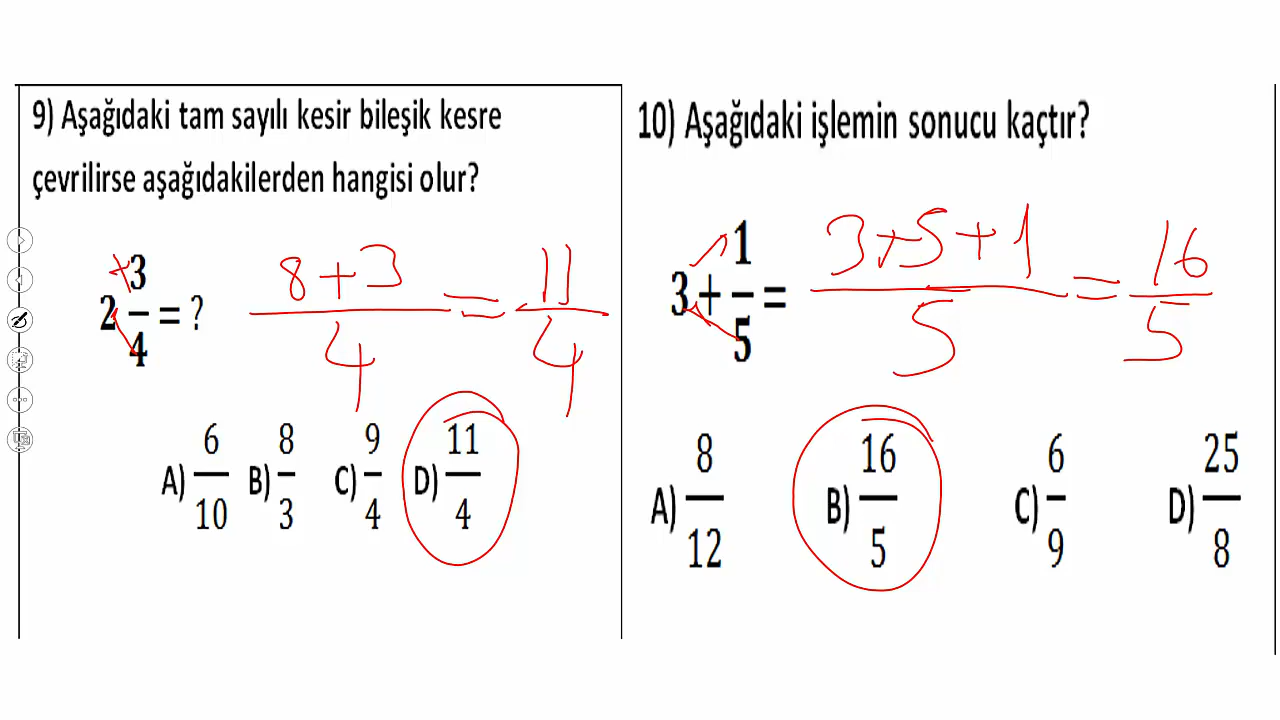 9) Aşağıdaki tam sayılı kesir bileşik kesre
çevrilirse aşağıdakilerden hangisi olur?
2 3/4 = ? 8 + 3 / 4 = 11/4
A) 6/10 B) 8/3 C) 9/4 D) 11/4
10) Aşağıdaki işlemin sonucu kaçtır?
3 + 1/5 = 3 + 5 + 1 / 5 = 16/5
A) 8/12 B) 16/5 C) 6/9 D) 25/8